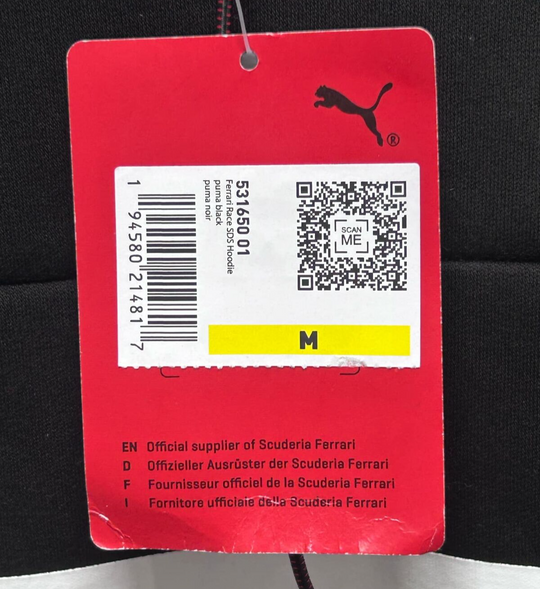 ®
531650 01
Ferrari Race SDS Hoodie
puma black
puma noir
1 94580 21481 7
SCAN
ME
M
EN Official supplier of Scuderia Ferrari
D Offizieller Ausrüster der Scuderia Ferrari
F Fournisseur officiel de la Scuderia Ferrari
I Fornitore ufficiale della Scuderia Ferrari